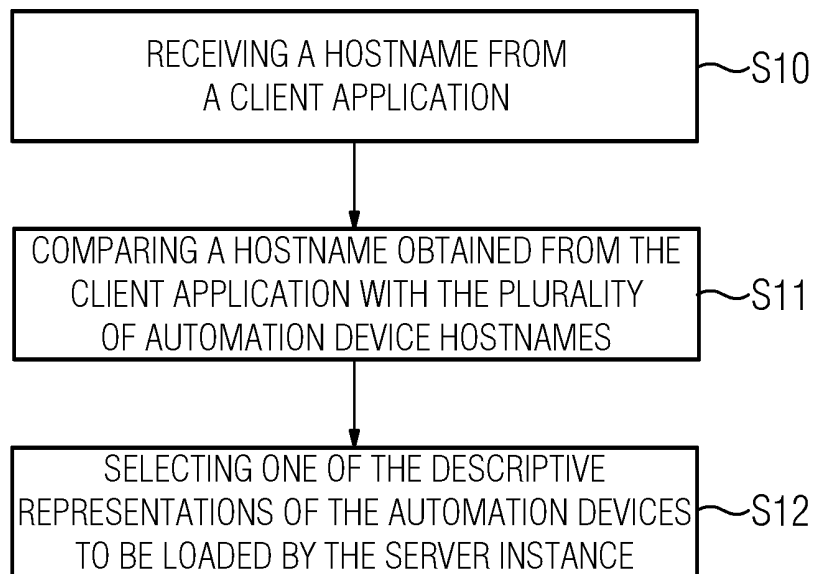 RECEIVING A HOSTNAME FROM
A CLIENT APPLICATION
S10
COMPARING A HOSTNAME OBTAINED FROM THE
CLIENT APPLICATION WITH THE PLURALITY
OF AUTOMATION DEVICE HOSTNAMES
S11
SELECTING ONE OF THE DESCRIPTIVE
REPRESENTATIONS OF THE AUTOMATION DEVICES
TO BE LOADED BY THE SERVER INSTANCE
S12